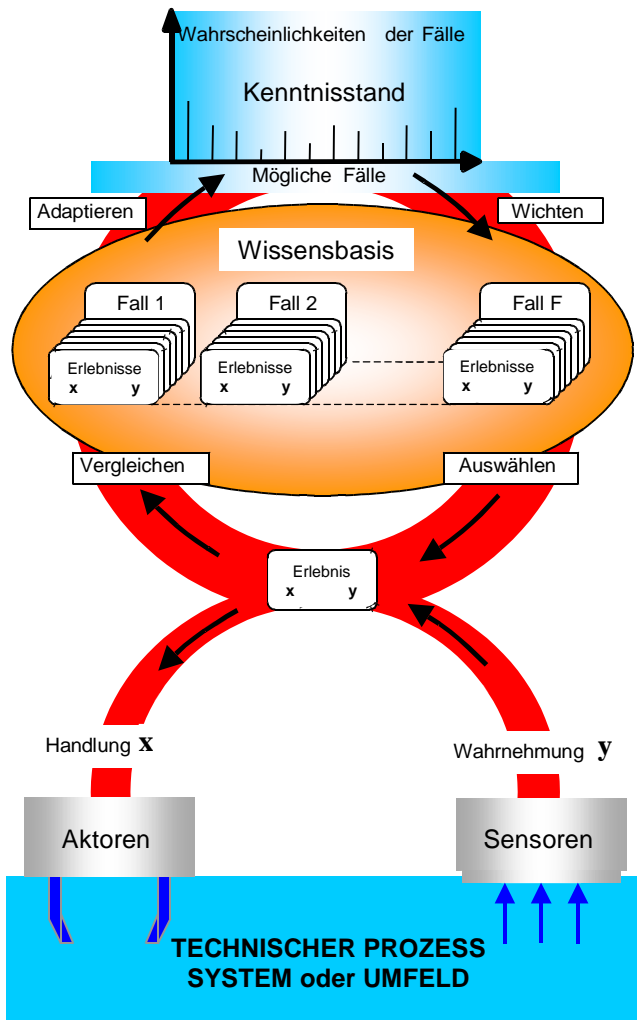 Wahrscheinlichkeiten der Fälle
Kenntnisstand
Mögliche Fälle
Adaptieren
Wichten
Wissensbasis
Fall 1
Fall 2
Fall F
Erlebnisse
x y
Erlebnisse
x y
Erlebnisse
x y
Vergleichen
Auswählen
Erlebnis
x y
Handlung x
Wahrnehmung y
Aktoren
Sensoren
TECHNISCHER PROZESS
SYSTEM oder UMFELD